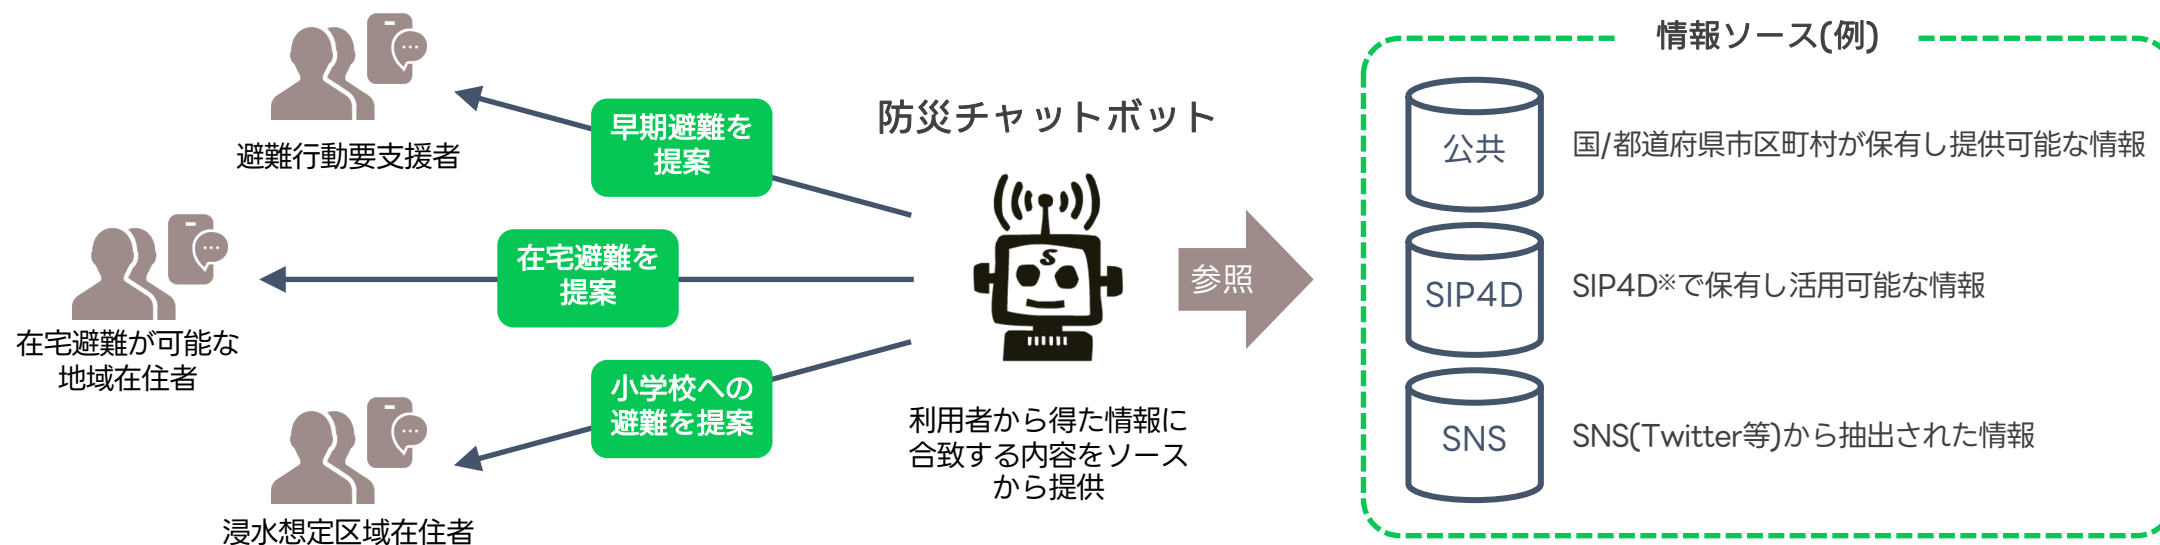 避難行動要支援者
在宅避難が可能な
地域在住者
浸水想定区域在住者
早期避難を
提案
在宅避難を
提案
小学校への
避難を提案
防災チャットボット
S
利用者から得た情報に
合致する内容をソース
から提供
参照
情報ソース(例)
公共
国/都道府県市区町村が保有し提供可能な情報
SIP4D
SIP4D※で保有し活用可能な情報
SNS
SNS(Twitter等)から抽出された情報